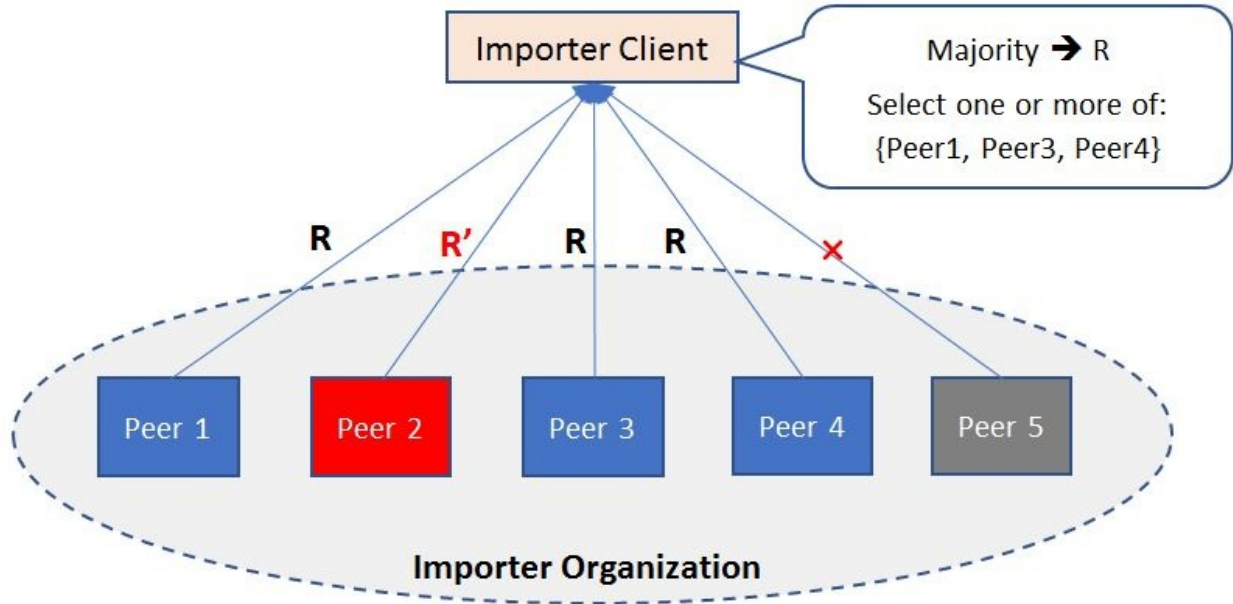 Importer Client
Majority ➔ R
Select one or more of:
{Peer1, Peer3, Peer4}
R
R’
R
R
×
Peer 1
Peer 2
Peer 3
Peer 4
Peer 5
Importer Organization